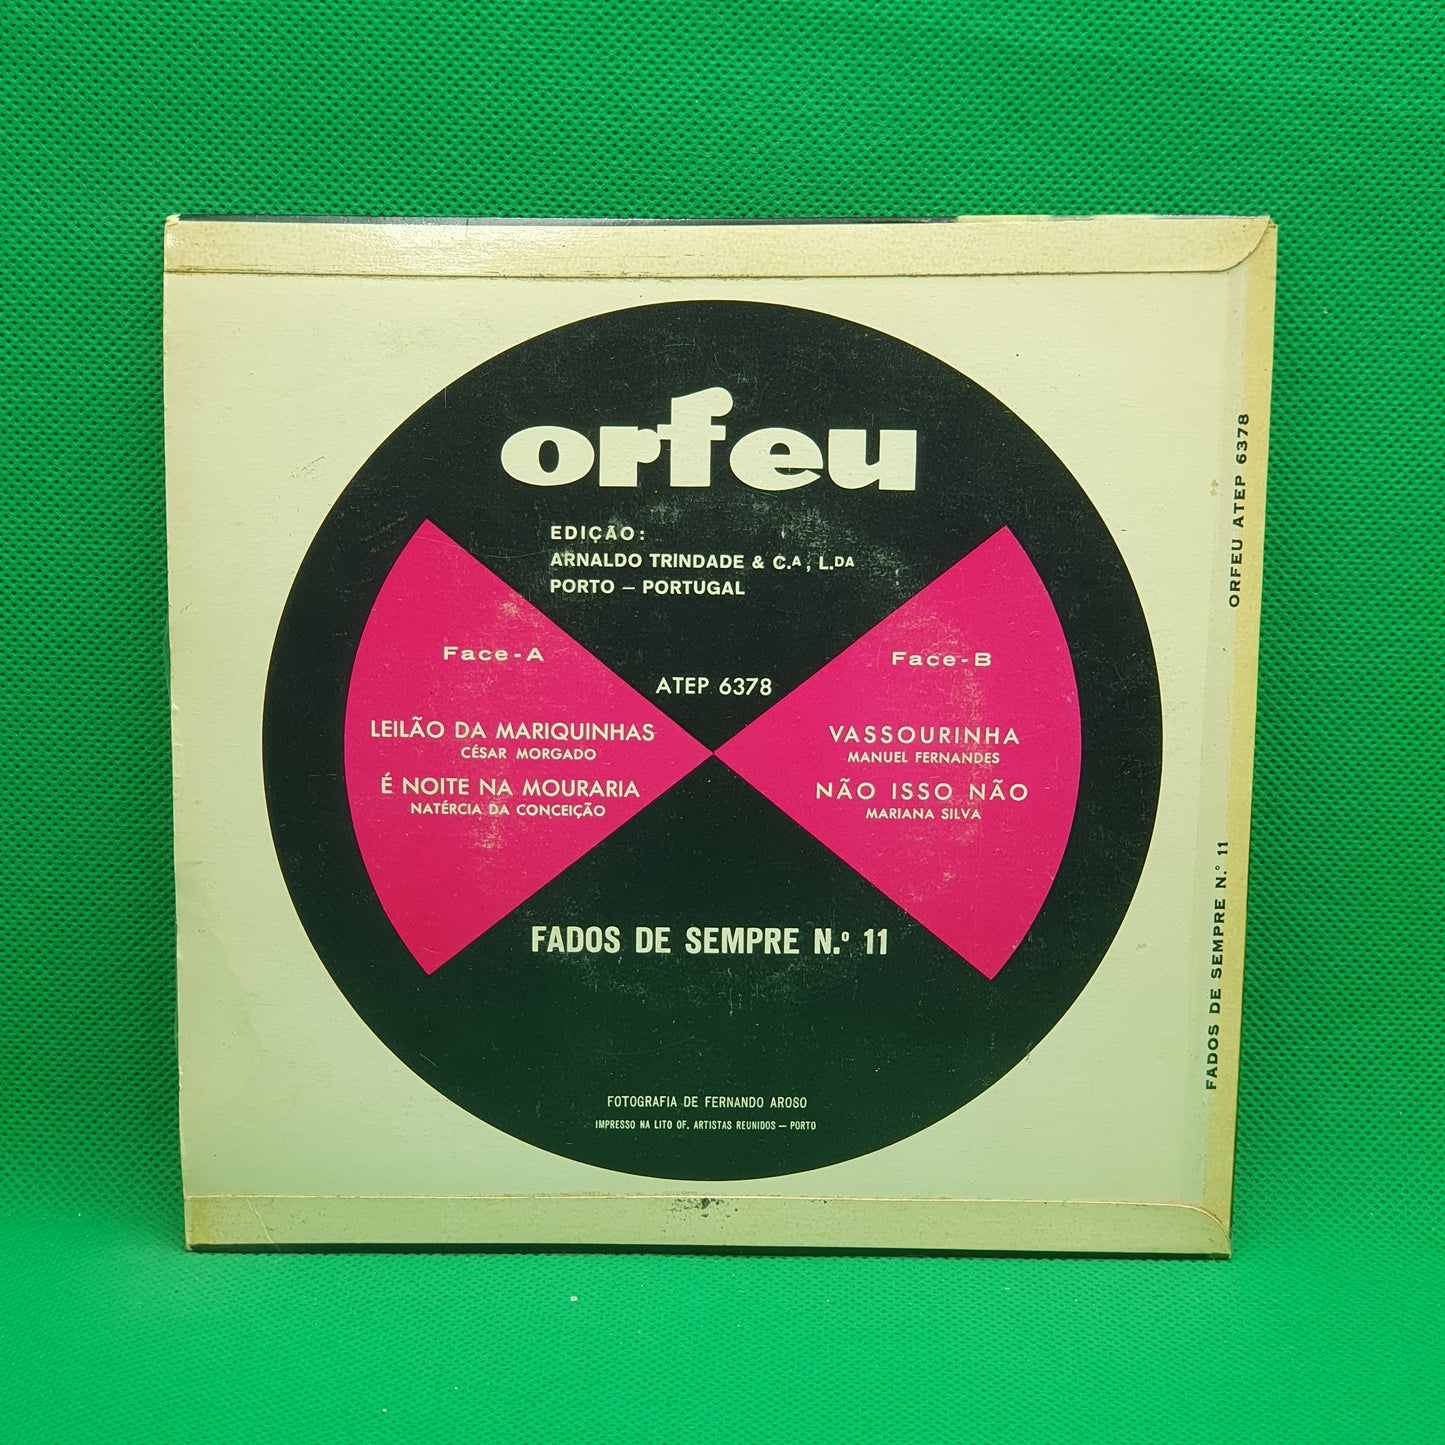 orfeu
EDIÇÃO:
ARNALDO TRINDADE & C.A, L.DA
PORTO – PORTUGAL
ATEP 6378
Face-A
LEILÃO DA MARIQUINHAS
CÉSAR MORGADO
É NOITE NA MOURARIA
NATÉRCIA DA CONCEIÇÃO
Face-B
VASSOURINHA
MANUEL FERNANDES
NÃO ISSO NÃO
MARIANA SILVA
FADOS DE SEMPRE N.º 11
FOTOGRAFIA DE FERNANDO AROSO
IMPRESSO NA LITO OF. ARTISTAS REUNIDOS – PORTO
ORFEU ATEP 6378
FADOS DE SEMPRE N.º 11